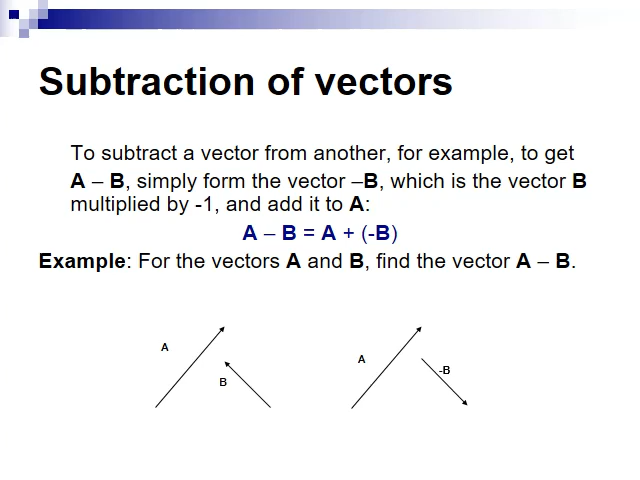 Subtraction of vectors
To subtract a vector from another, for example, to get
A – B, simply form the vector –B, which is the vector B
multiplied by -1, and add it to A:
A – B = A + (-B)
Example: For the vectors A and B, find the vector A – B.
A
B
A
-B